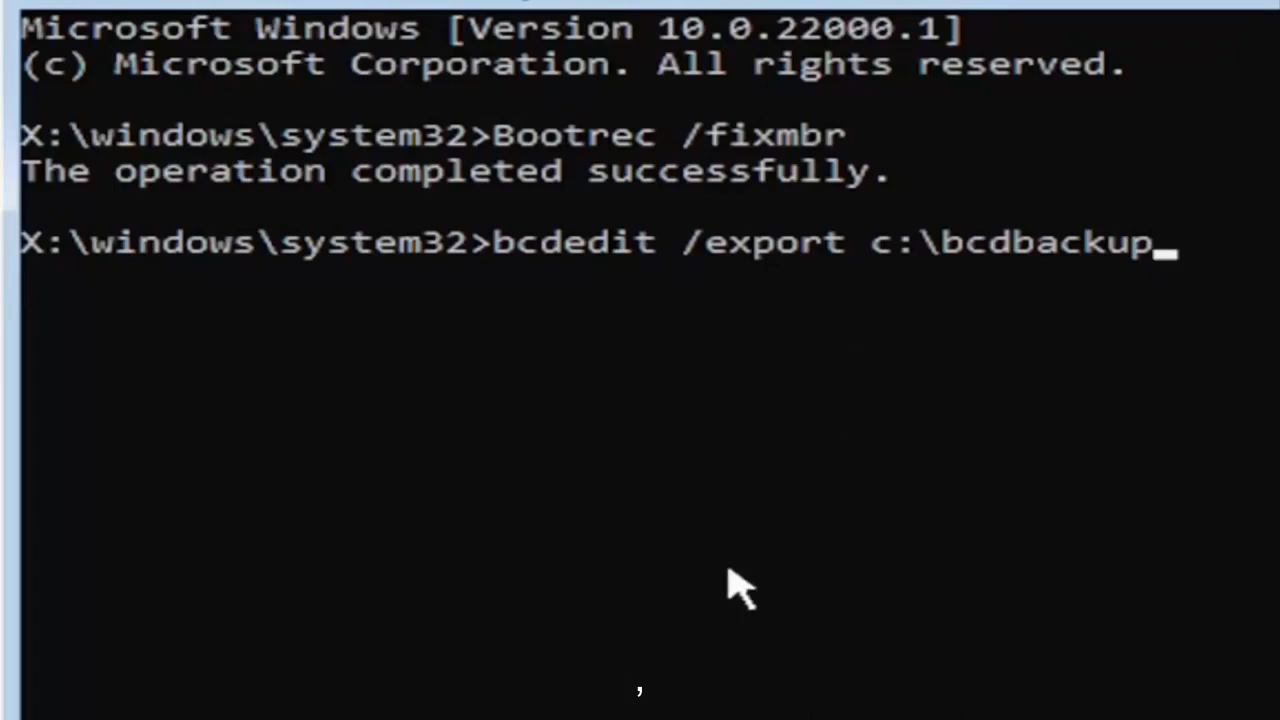 Microsoft Windows [Version 10.0.22000.1]
(c) Microsoft Corporation. All rights reserved.
X:\windows\system32>Bootrec /fixmbr
The operation completed successfully.
X:\windows\system32>bcdedit /export c:\bcdbackup
,